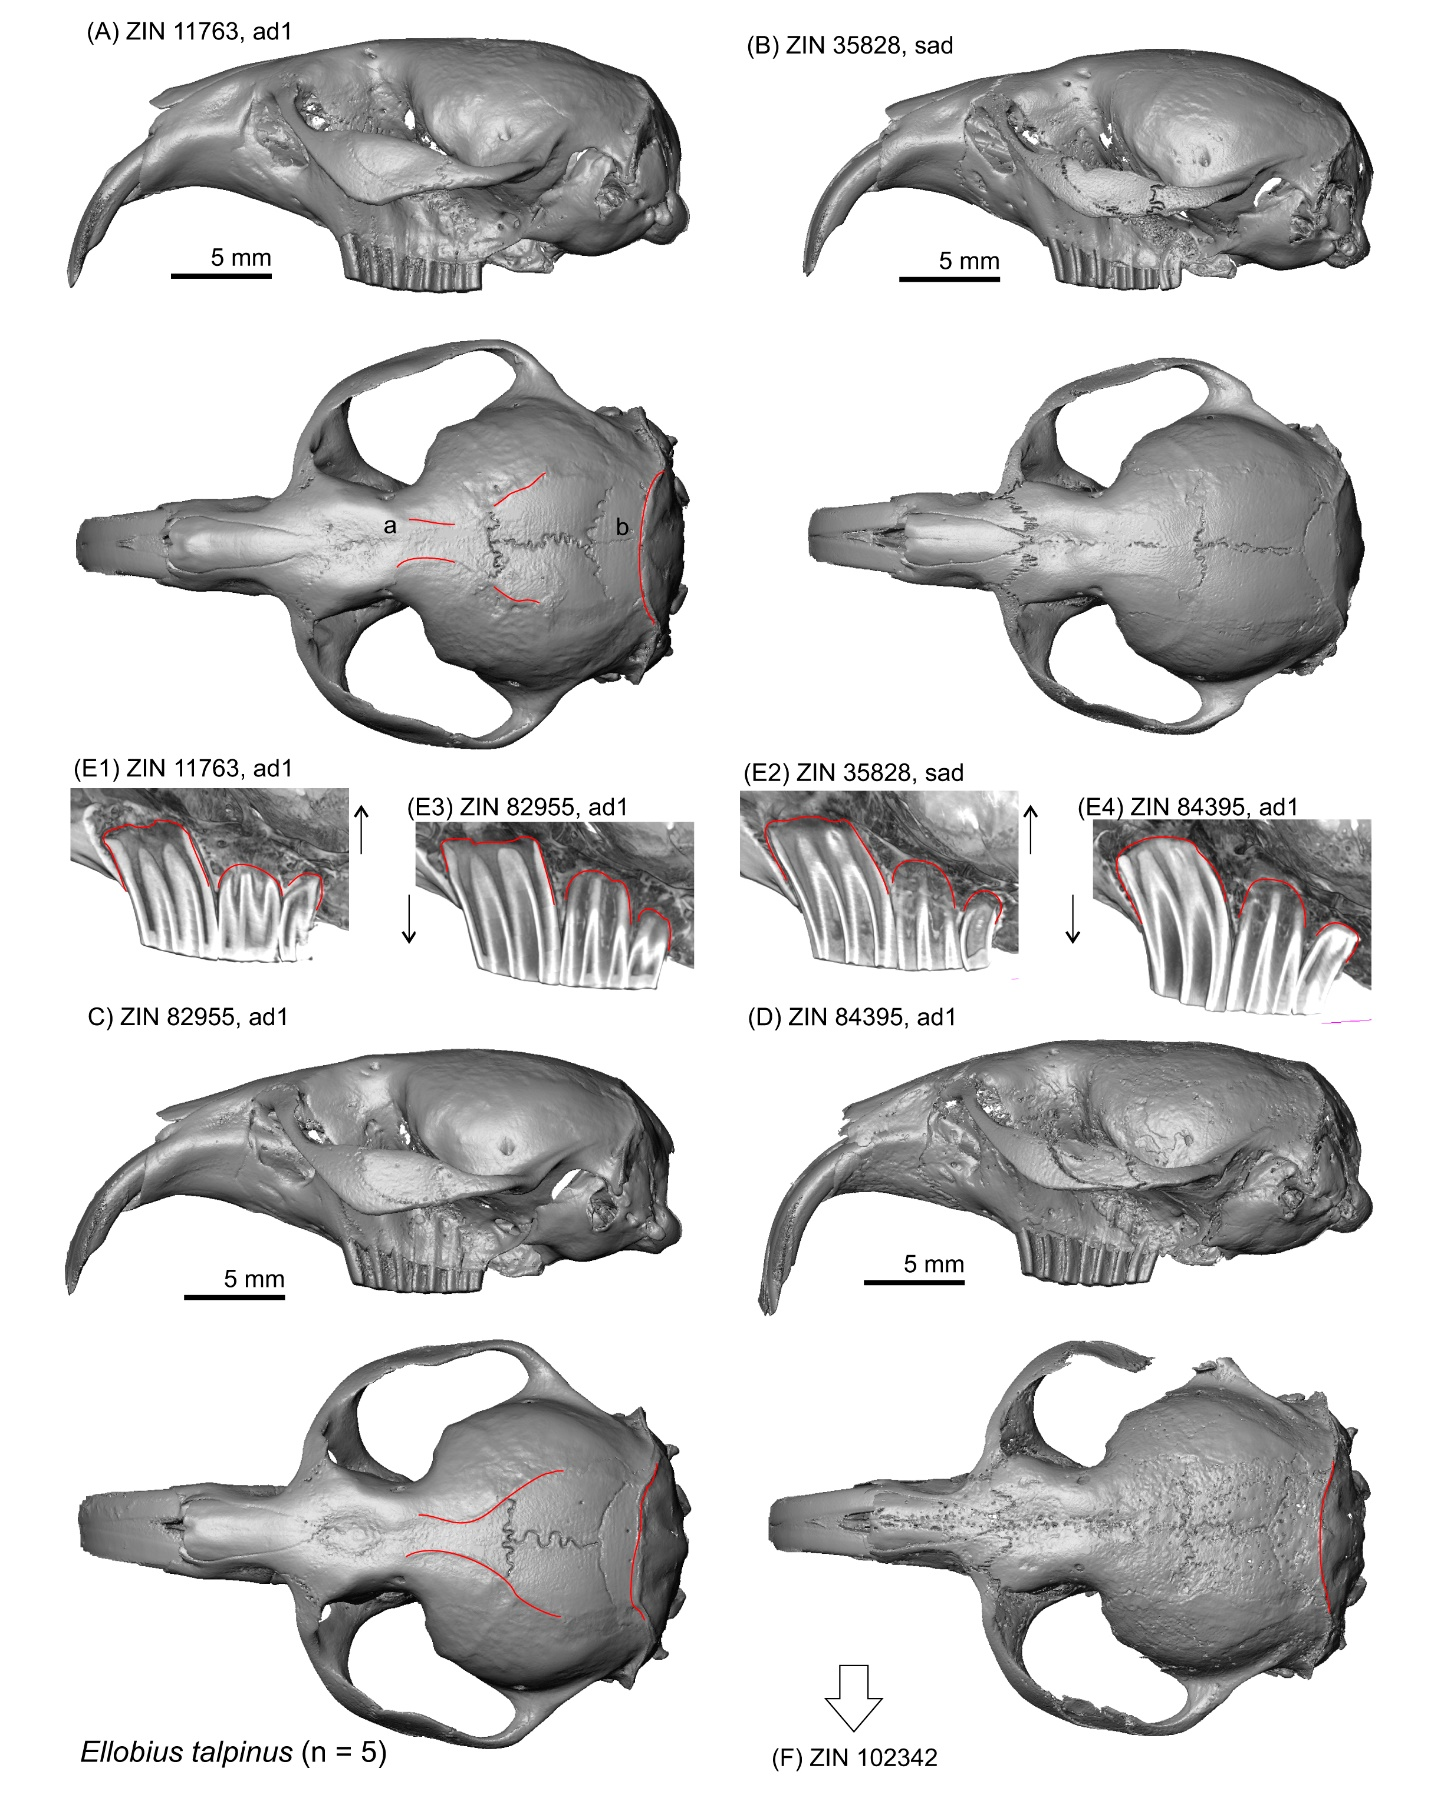 (A) ZIN 11763, ad1
(B) ZIN 35828, sad
5 mm
5 mm
a
b
(E1) ZIN 11763, ad1
(E2) ZIN 35828, sad
(E3) ZIN 82955, ad1
(E4) ZIN 84395, ad1
C) ZIN 82955, ad1
(D) ZIN 84395, ad1
5 mm
5 mm
Ellobius talpinus (n = 5)
(F) ZIN 102342